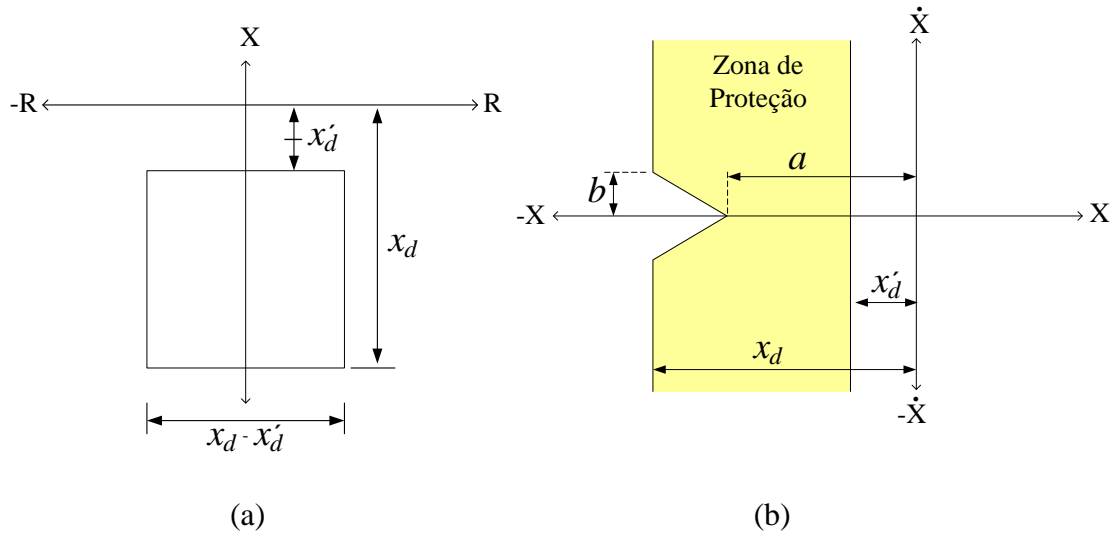 X
-R
R
x´d
xd
xd - x´d
(a)
Ẋ
Zona de
Proteção
a
b
-X
X
x´d
xd
-Ẋ
(b)